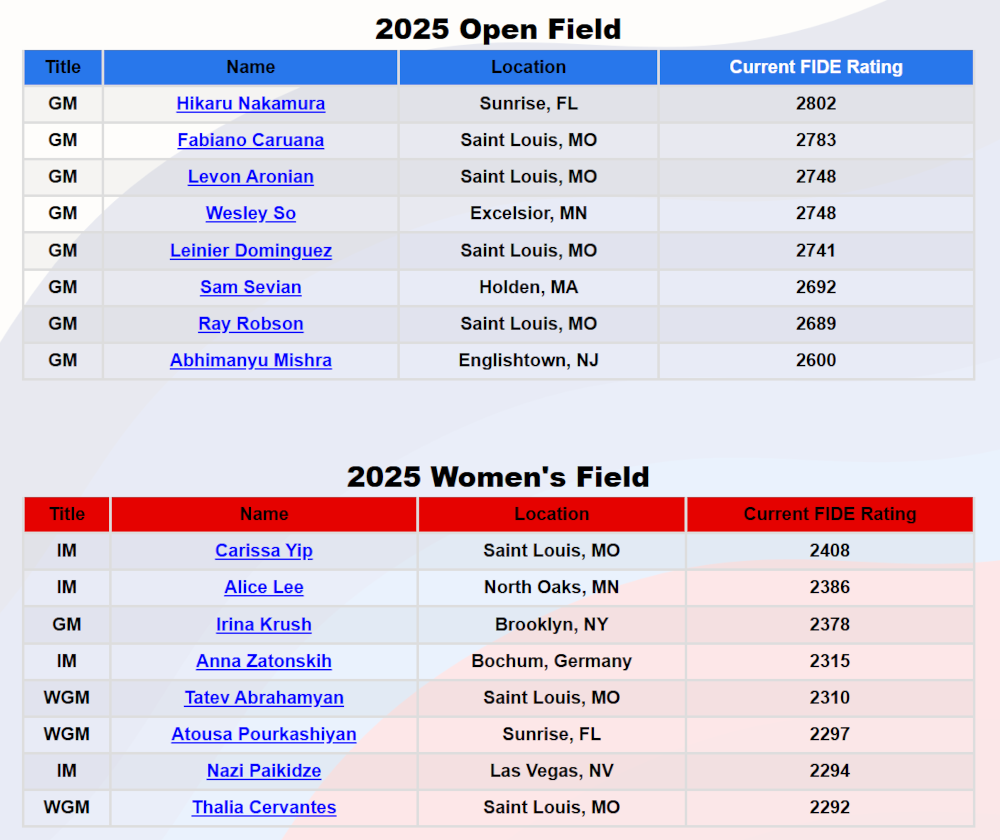 2025 Open Field
Title Name Location Current FIDE Rating
GM Hikaru Nakamura Sunrise, FL 2802
GM Fabiano Caruana Saint Louis, MO 2783
GM Levon Aronian Saint Louis, MO 2748
GM Wesley So Excelsior, MN 2748
GM Leinier Dominguez Saint Louis, MO 2741
GM Sam Sevian Holden, MA 2692
GM Ray Robson Saint Louis, MO 2689
GM Abhimanyu Mishra Englishtown, NJ 2600
2025 Women's Field
Title Name Location Current FIDE Rating
IM Carissa Yip Saint Louis, MO 2408
IM Alice Lee North Oaks, MN 2386
GM Irina Krush Brooklyn, NY 2378
IM Anna Zatonskih Bochum, Germany 2315
WGM Tatev Abrahamyan Saint Louis, MO 2310
WGM Atousa Pourkashiyan Sunrise, FL 2297
IM Nazi Paikidze Las Vegas, NV 2294
WGM Thalia Cervantes Saint Louis, MO 2292